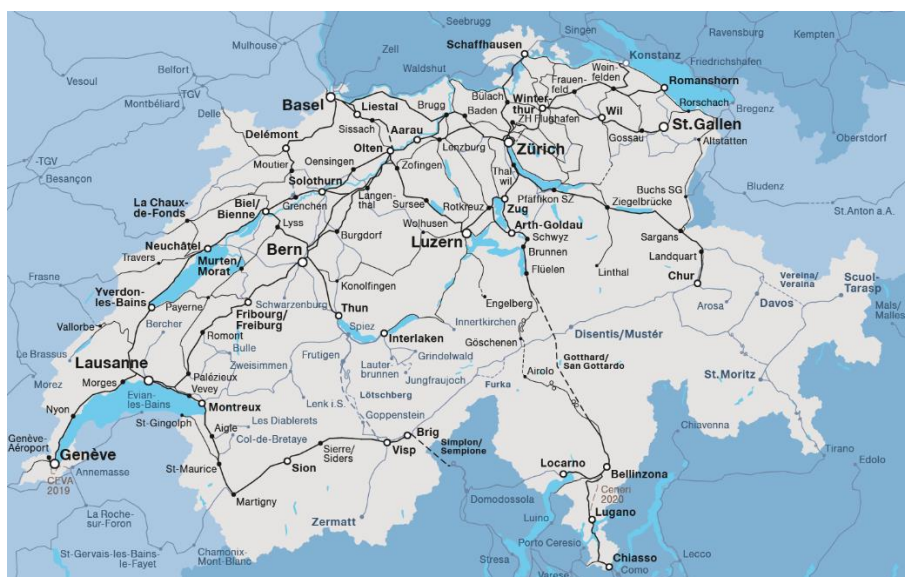 Seebrugg
Singen
Ravensburg
Kempten
Mulhouse
Schaffhausen
Konstanz
Friedrichshafen
Zell
Waldshut
Belfort
Vesoul
Wein-
felden
Romanshorn
Frauen-
feld
Bülach
Winter-
thur
Basel
Liestal
Brugg
Baden
Rorschach
Montbéliard
Delle
Sissach
Aarau
ZH Flughafen
Wil
Bregenz
St.Gallen
Gossau
Altstätten
Oberstdorf
Delémont
Olten
Lenzburg
Zürich
TGV
Besançon
Moutier
Oensingen
Zofingen
Thal-
wil
Solothurn
Grenchen
Langen-
thal
Sursee
Rotkreuz
Zug
Pfäffikon SZ
Buchs SG
Ziegelbrücke
Bludenz
St.Anton a.A.
La Chaux-
de-Fonds
Biel/
Bienne
Lyss
Burgdorf
Wolhusen
Luzern
Arth-Goldau
Schwyz
Brunnen
Sargans
Neuchâtel
Travers
Murten/
Morat
Bern
Flüelen
Linthal
Landquart
Chur
Frasne
Yverdon-
les-Bains
Payerne
Schwarzenburg
Konolfingen
Engelberg
Vereina/
Veraina
Scuol-
Tarasp
Arosa
Davos
Mals/
Malles
Vallorbe
Bercher
Fribourg/
Freiburg
Thun
Spiez
Interlaken
Innertkirchen
Göschenen
Disentis/Mustér
Le Brassus
Romont
Bulle
Frutigen
Lauter-
brunnen
Grindelwald
Jungfraujoch
Gotthard/
San Gottardo
Lausanne
Morges
Palézieux
Vevey
Zweisimmen
Airolo
Furka
St.Moritz
Morez
Evian-
les-Bains
Montreux
Lenk i.S.
Lötschberg
Goppenstein
Nyon
St-Gingolph
Aigle
Les Diablerets
Col-de-Bretaye
Chiavenna
Tirano
Edolo
Genève-
Aéroport
Genève
Annemasse
CEVA
2019
St-Maurice
Sion
Sierre/
Siders
Visp
Brig
Simplon/
Sempione
Locarno
Bellinzona
Martigny
Domodossola
Ceneri
2020
Lugano
La Roche-
sur-Foron
Zermatt
Luino
St-Gervais-les-Bains-
le-Fayet
Chamonix-
Mont-Blanc
Stresa
Porto Ceresio
Varese
Chiasso
Como
Lecco
TGV